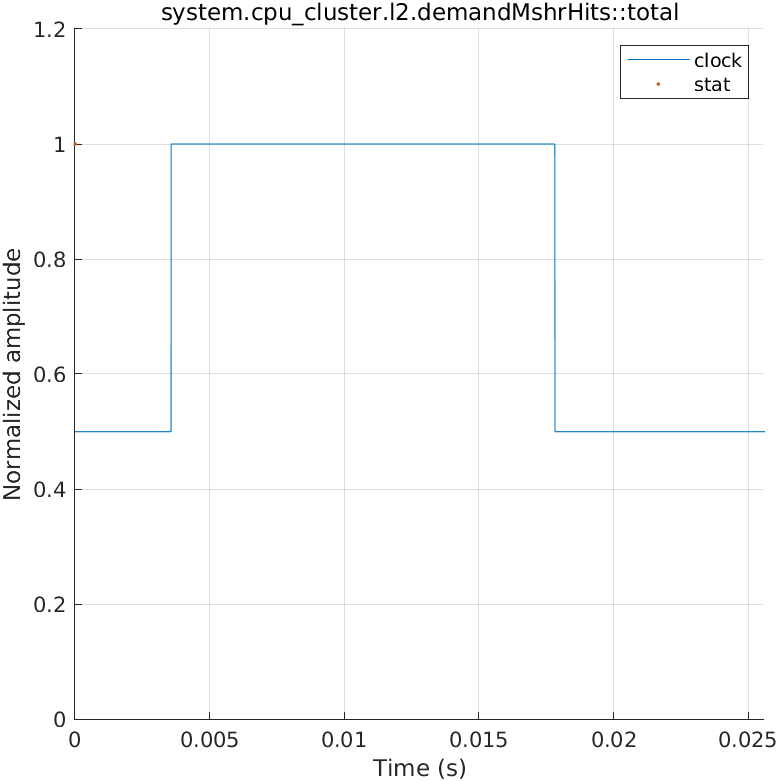 system.cpu_cluster.l2.demandMshrHits::total
clock
stat
1.2
1
0.8
0.6
0.4
0.2
0
Normalized amplitude
0 0.005 0.01 0.015 0.02 0.025
Time (s)